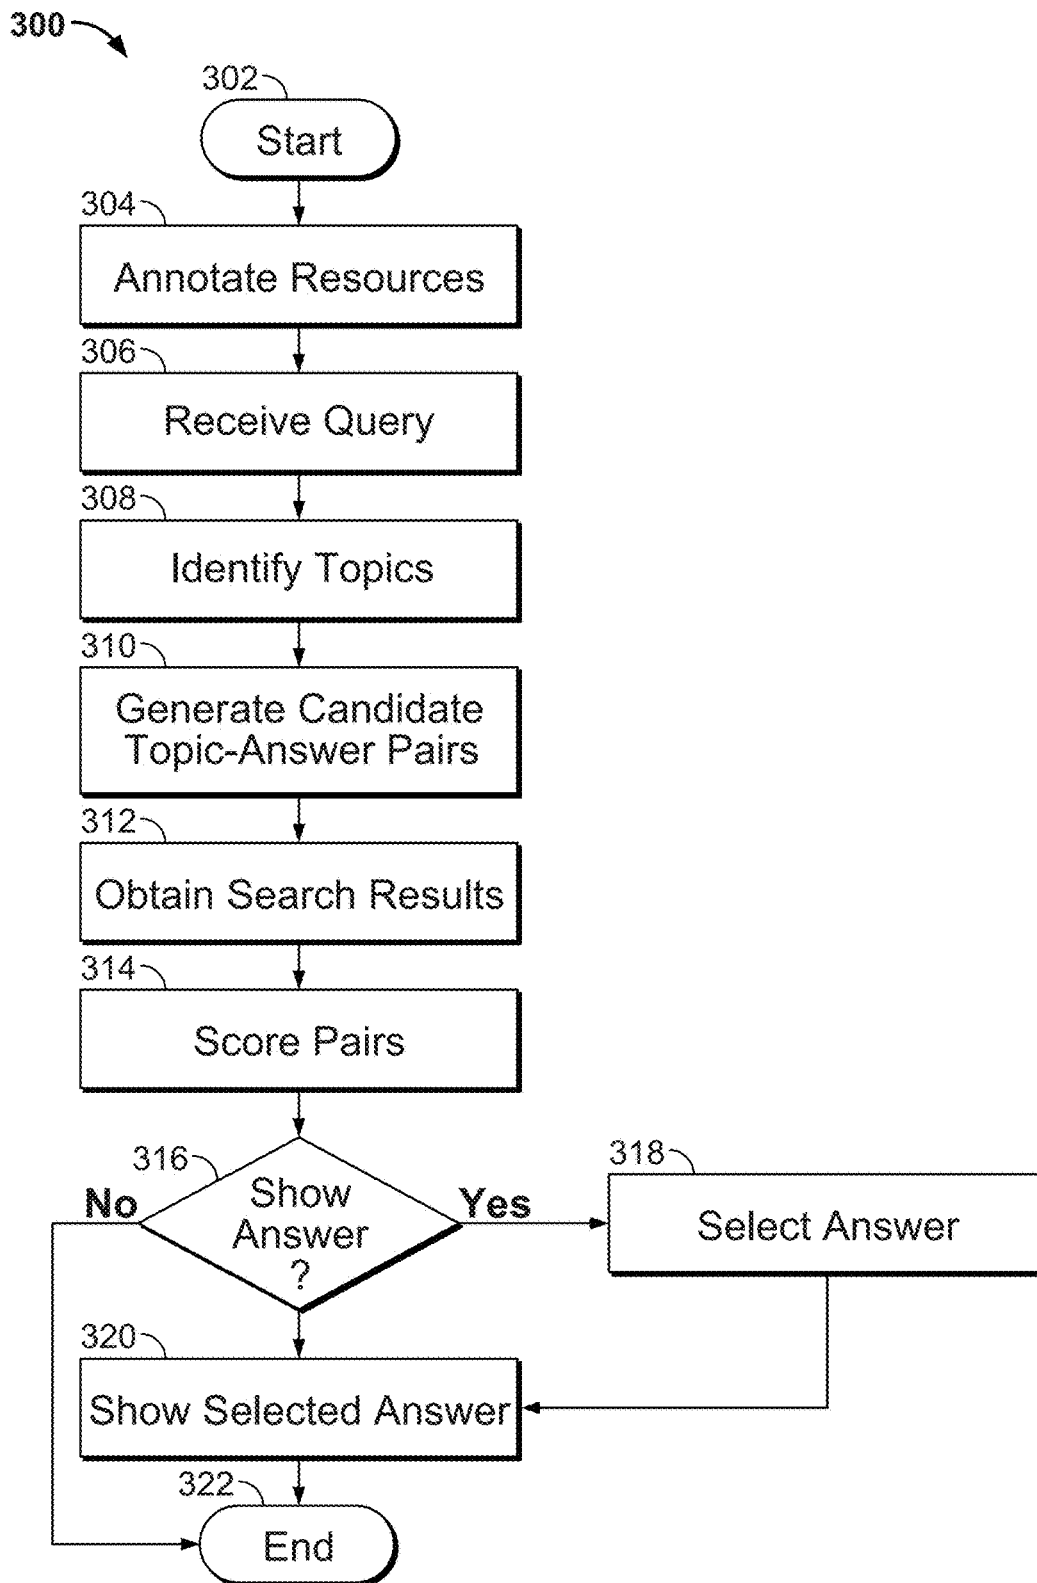 300
302
Start
304
Annotate Resources
306
Receive Query
308
Identify Topics
310
Generate Candidate
Topic-Answer Pairs
312
Obtain Search Results
314
Score Pairs
316
No
Show
Answer
?
Yes
318
Select Answer
320
Show Selected Answer
322
End